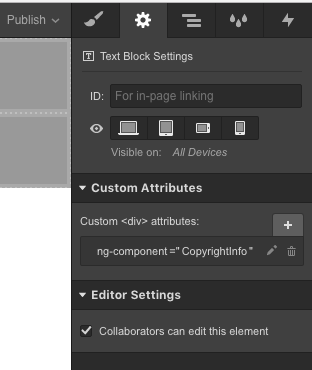 Publish
Text Block Settings
ID: For in-page linking
Visible on: All Devices
Custom Attributes
Custom <div> attributes:
+
ng-component ="CopyrightInfo"
Editor Settings
Collaborators can edit this element